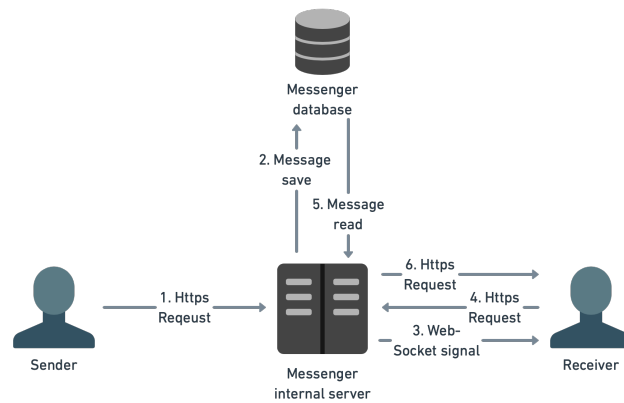 Messenger
database
2. Message
save
5. Message
read
1. Https
Reqeust
6. Https
Request
4. Https
Request
3. Web-
Socket signal
Sender
Messenger
internal server
Receiver